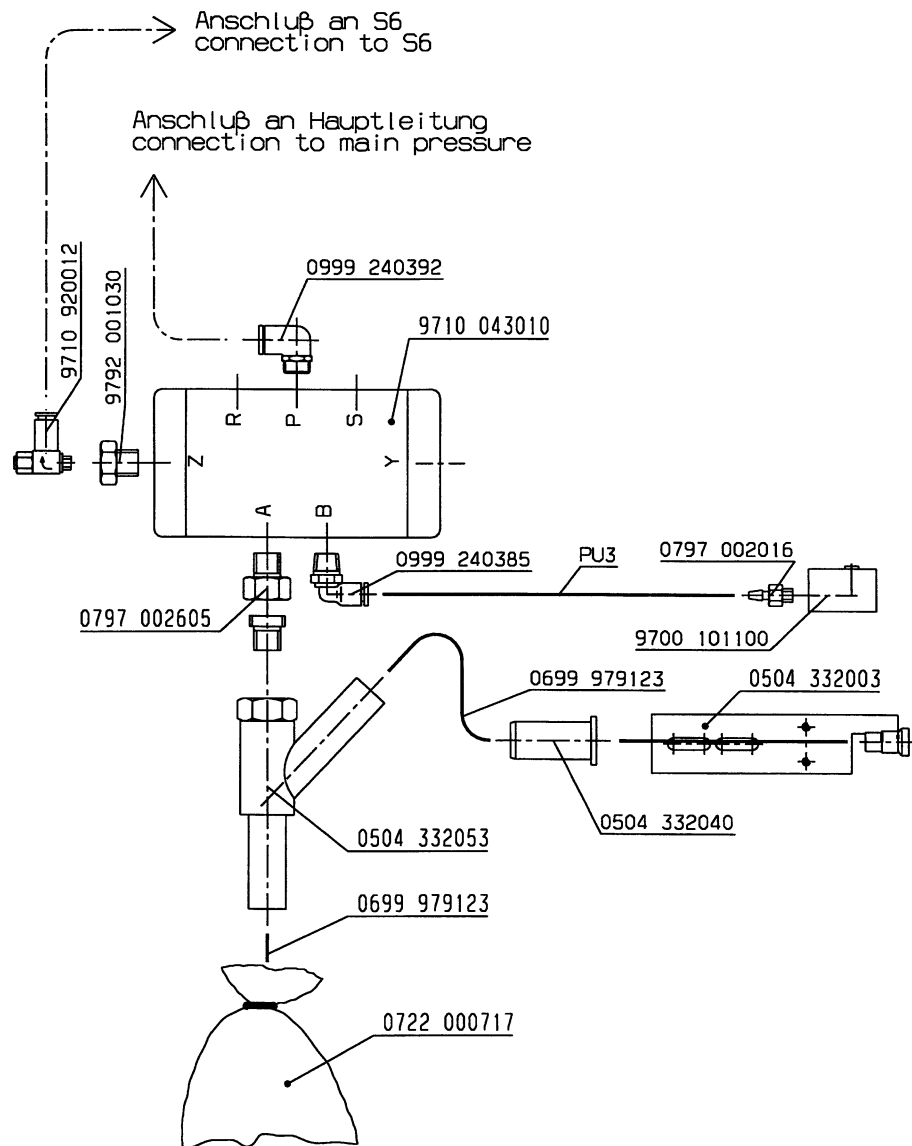 Anschluβ an S6
connection to S6
Anschluβ an Hauptleitung
connection to main pressure
9710 920012
9792 001030
0999 240392
9710 043010
R
P
S
Z
Y
A
B
0999 240385
PU3
0797 002016
9700 101100
0797 002605
0699 979123
0504 332003
0504 332040
0504 332053
0699 979123
0722 000717